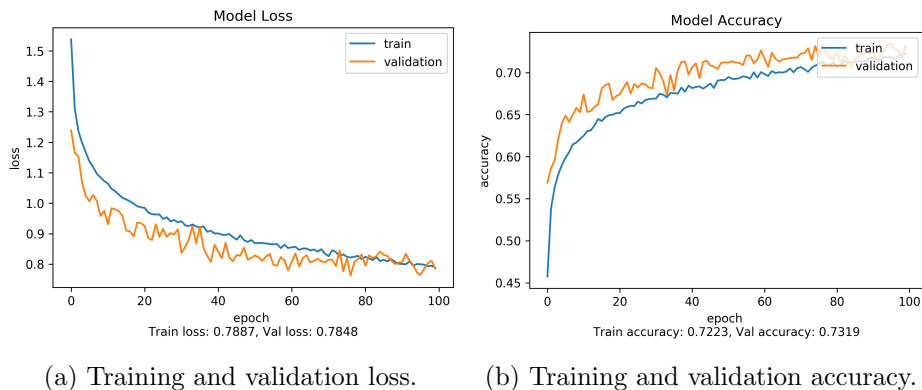 Model Loss
train
validation
1.5
1.4
1.3
1.2
1.1
1.0
0.9
0.8
loss
0
20
40
60
80
100
epoch
Train loss: 0.7887, Val loss: 0.7848
(a) Training and validation loss.
Model Accuracy
train
validation
0.70
0.65
0.60
0.55
0.50
0.45
accuracy
0
20
40
60
80
100
epoch
Train accuracy: 0.7223, Val accuracy: 0.7319
(b) Training and validation accuracy.